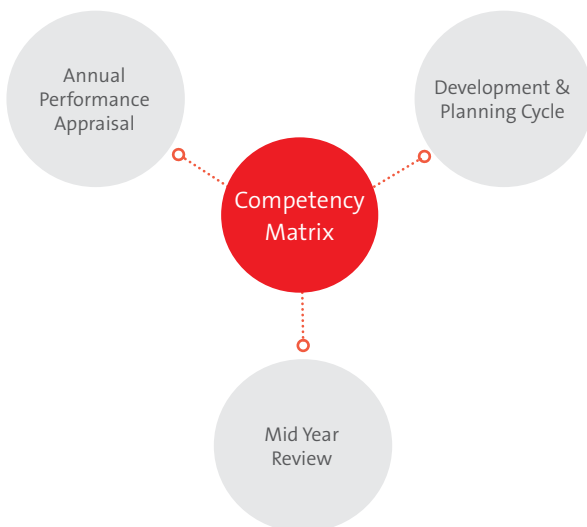 Annual
Performance
Appraisal
Development &
Planning Cycle
Competency
Matrix
Mid Year
Review